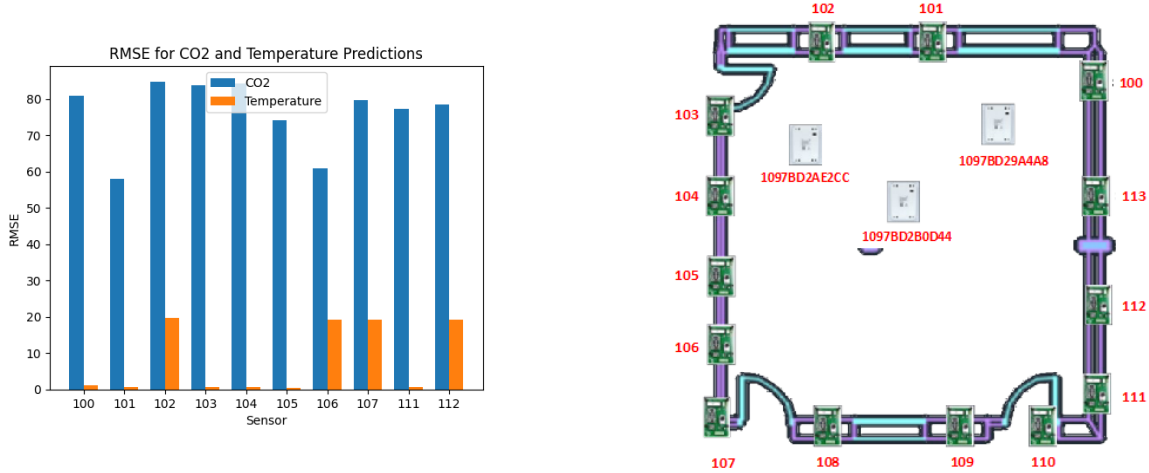 RMSE for CO2 and Temperature Predictions
CO2
Temperature
RMSE
80
70
60
50
40
30
20
10
0
100 101 102 103 104 105 106 107 111 112
Sensor
102 101
100
103
1097BD29A4A8
1097BD2AE2CC
104
113
1097BD2B0D44
105
112
106
111
107 108 109 110